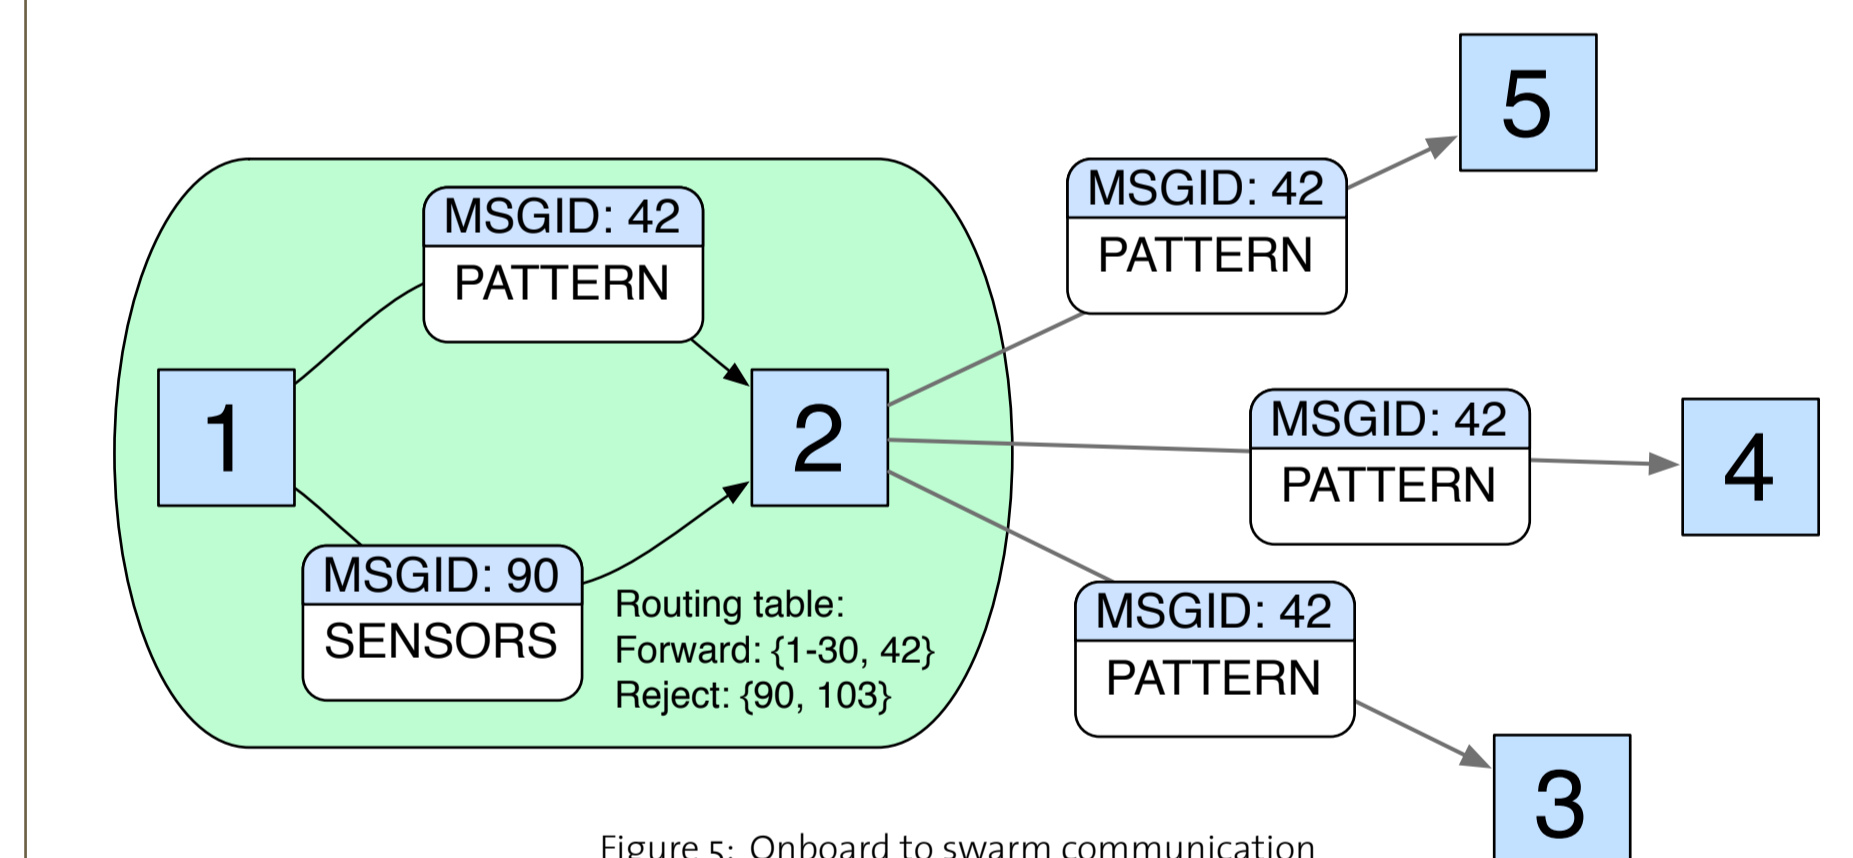 5
MSGID: 42
PATTERN
MSGID: 42
PATTERN
1
2
MSGID: 42
PATTERN
4
MSGID: 90
SENSORS
Routing table:
Forward: {1-30, 42}
Reject: {90, 103}
MSGID: 42
PATTERN
3
Figure 5: Onboard to swarm communication